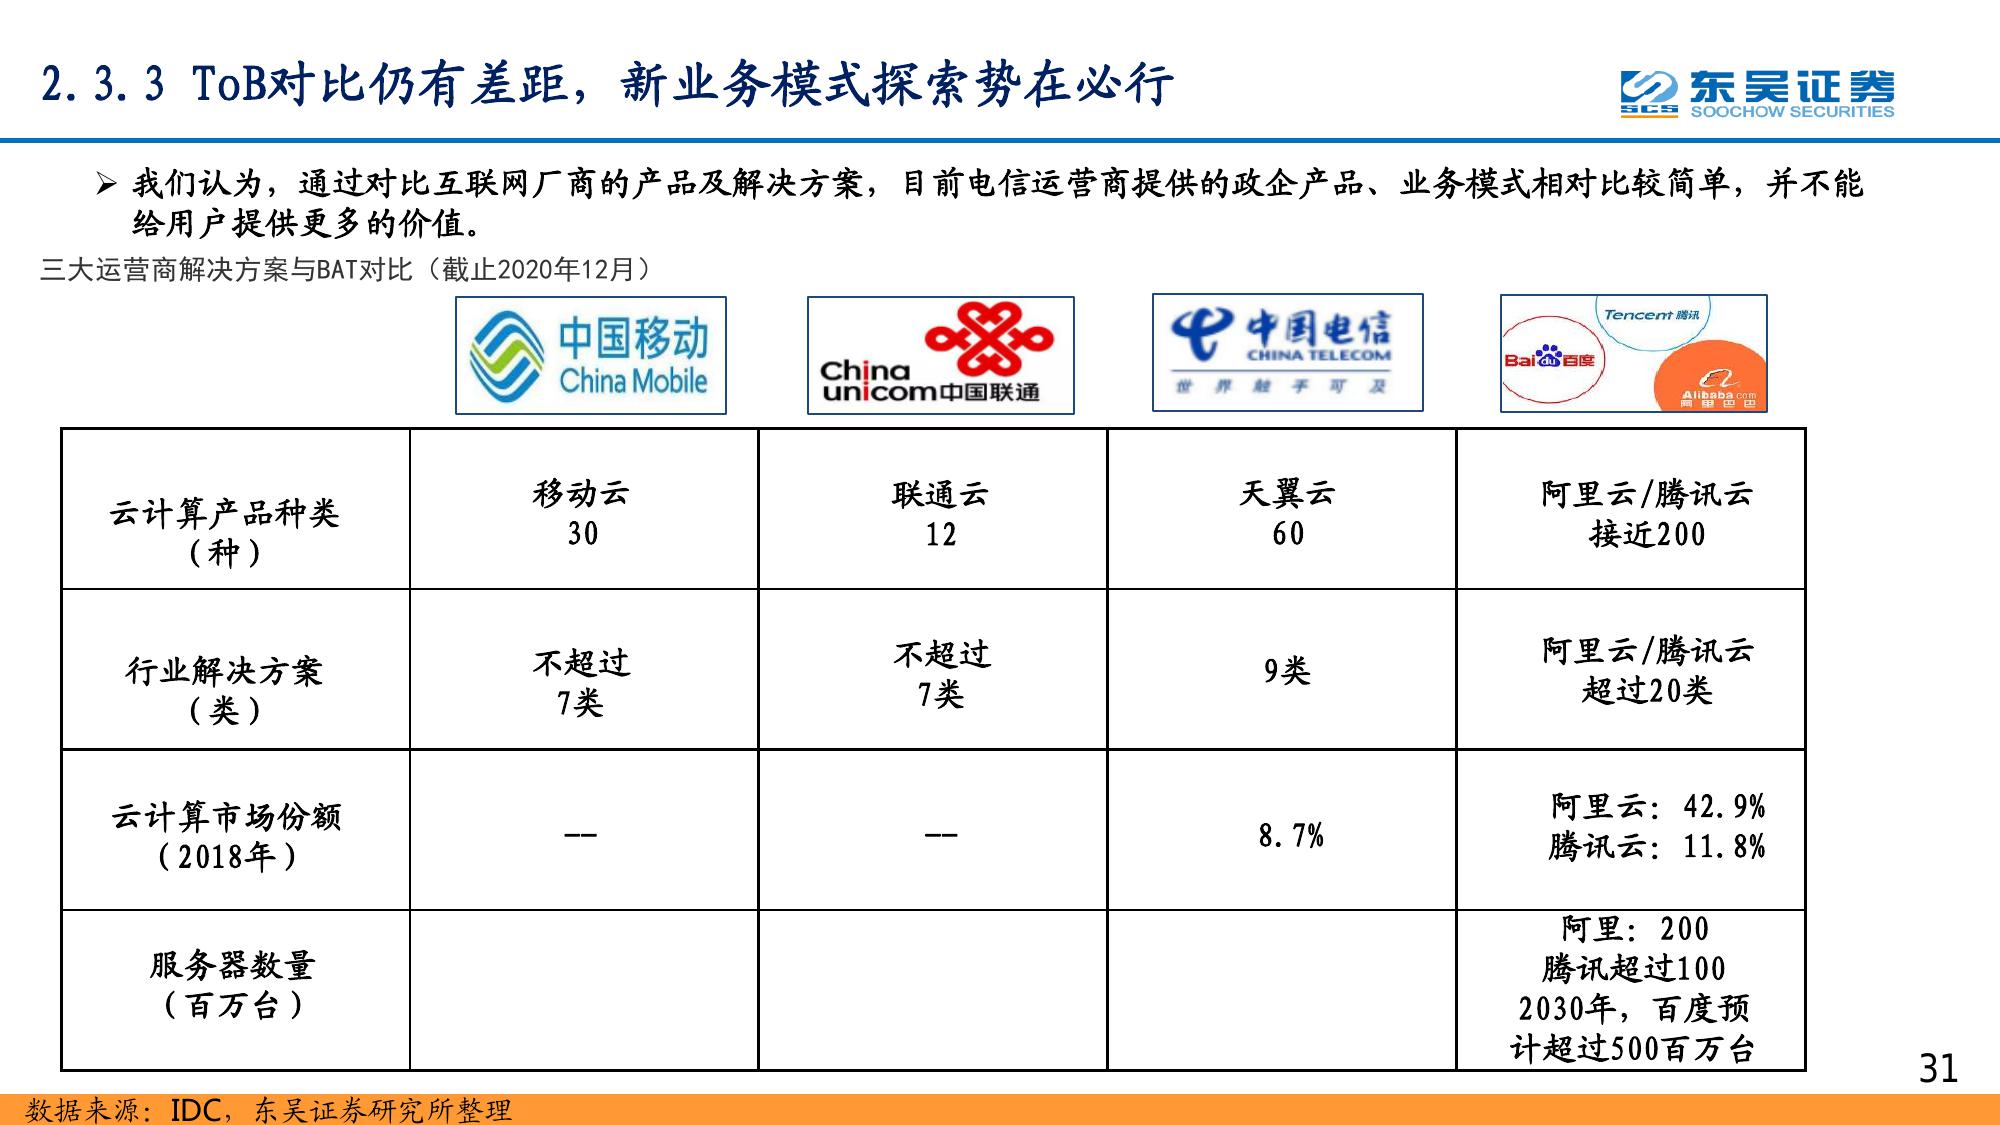 2.3.3 ToB对比仍有差距，新业务模式探索势在必行
东吴证券
SCS SOOCHOW SECURITIES
➢ 我们认为，通过对比互联网厂商的产品及解决方案，目前电信运营商提供的政企产品、业务模式相对比较简单，并不能
给用户提供更多的价值。
三大运营商解决方案与BAT对比（截止2020年12月）
中国移动
China Mobile
China
unicom中国联通
中国电信
CHINA TELECOM
世界触手可及
Tencent 腾讯
Bai du 百度
Alibaba.com
阿里巴巴
云计算产品种类
（种）
移动云
30
联通云
12
天翼云
60
阿里云/腾讯云
接近200
行业解决方案
（类）
不超过
7类
不超过
7类
9类
阿里云/腾讯云
超过20类
云计算市场份额
（2018年）
——
——
8.7%
阿里云：42.9%
腾讯云：11.8%
服务器数量
（百万台）
阿里：200
腾讯超过100
2030年，百度预
计超过500百万台
31
数据来源：IDC，东吴证券研究所整理